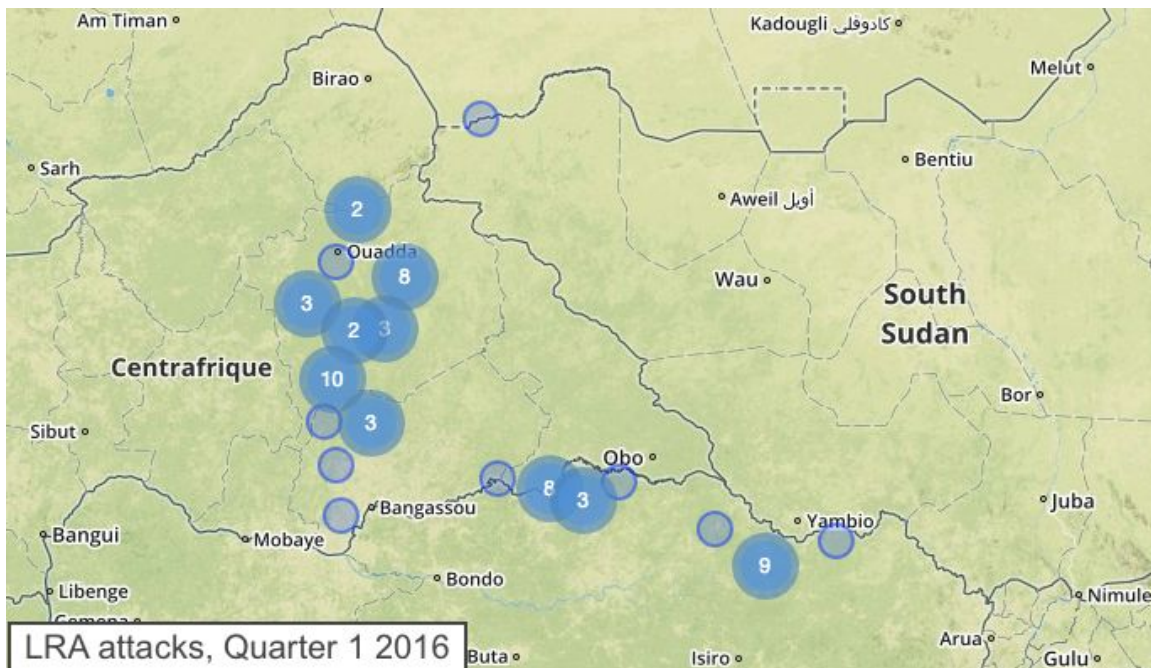 Am Timan
Kadougli كادوقلي
Melut
Birao
Sarh
Bentiu
Aweil أويل
2
Ouadda
8
Wau
3
South
Sudan
2
3
Centrafrique
10
Bor
3
Sibut
Obo
8
3
Juba
Bangassou
Yambio
Bangui
Mobaye
9
Bondo
Libenge
Nimule
Gemena
Arua
LRA attacks, Quarter 1 2016
Buta
Isiro
Gulu